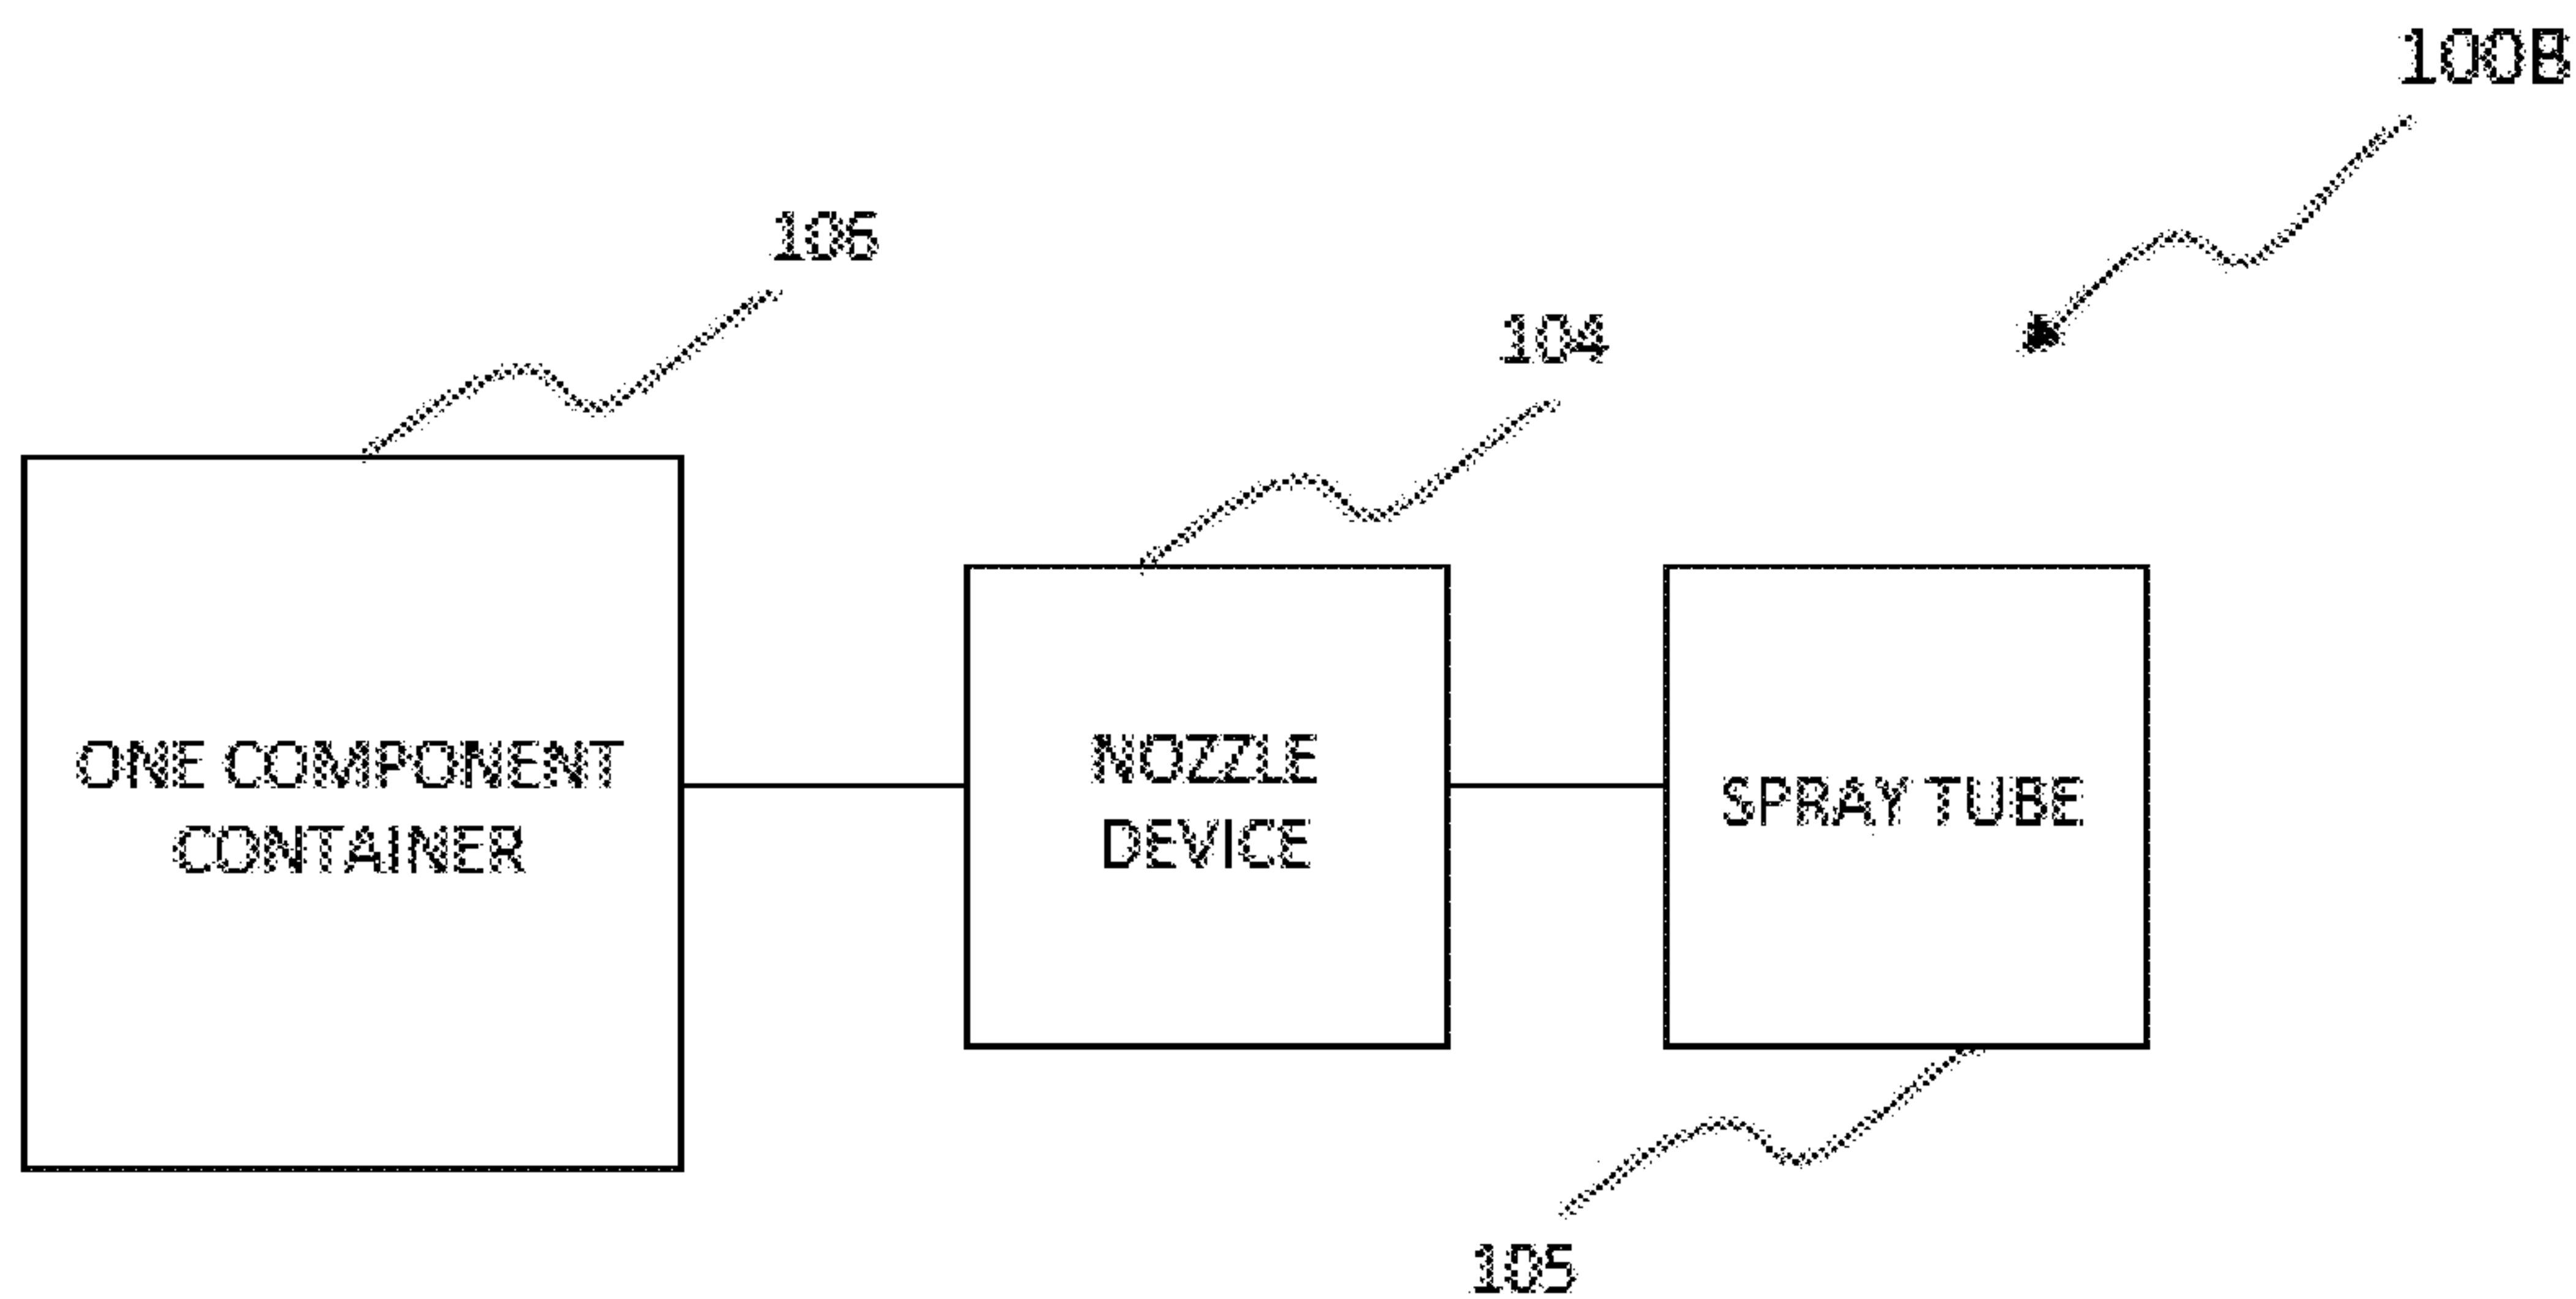 100B
106
104
ONE COMPONENT
CONTAINER
NOZZLE
DEVICE
SPRAY TUBE
105